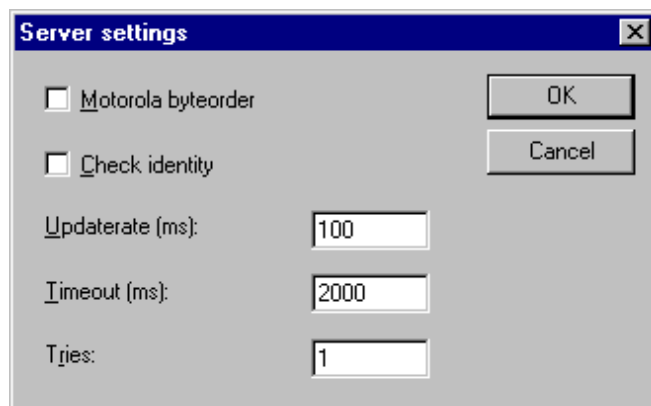 Server settings
Motorola byteorder
OK
Check identity
Cancel
Updaterate (ms):
100
Timeout (ms):
2000
Tries:
1